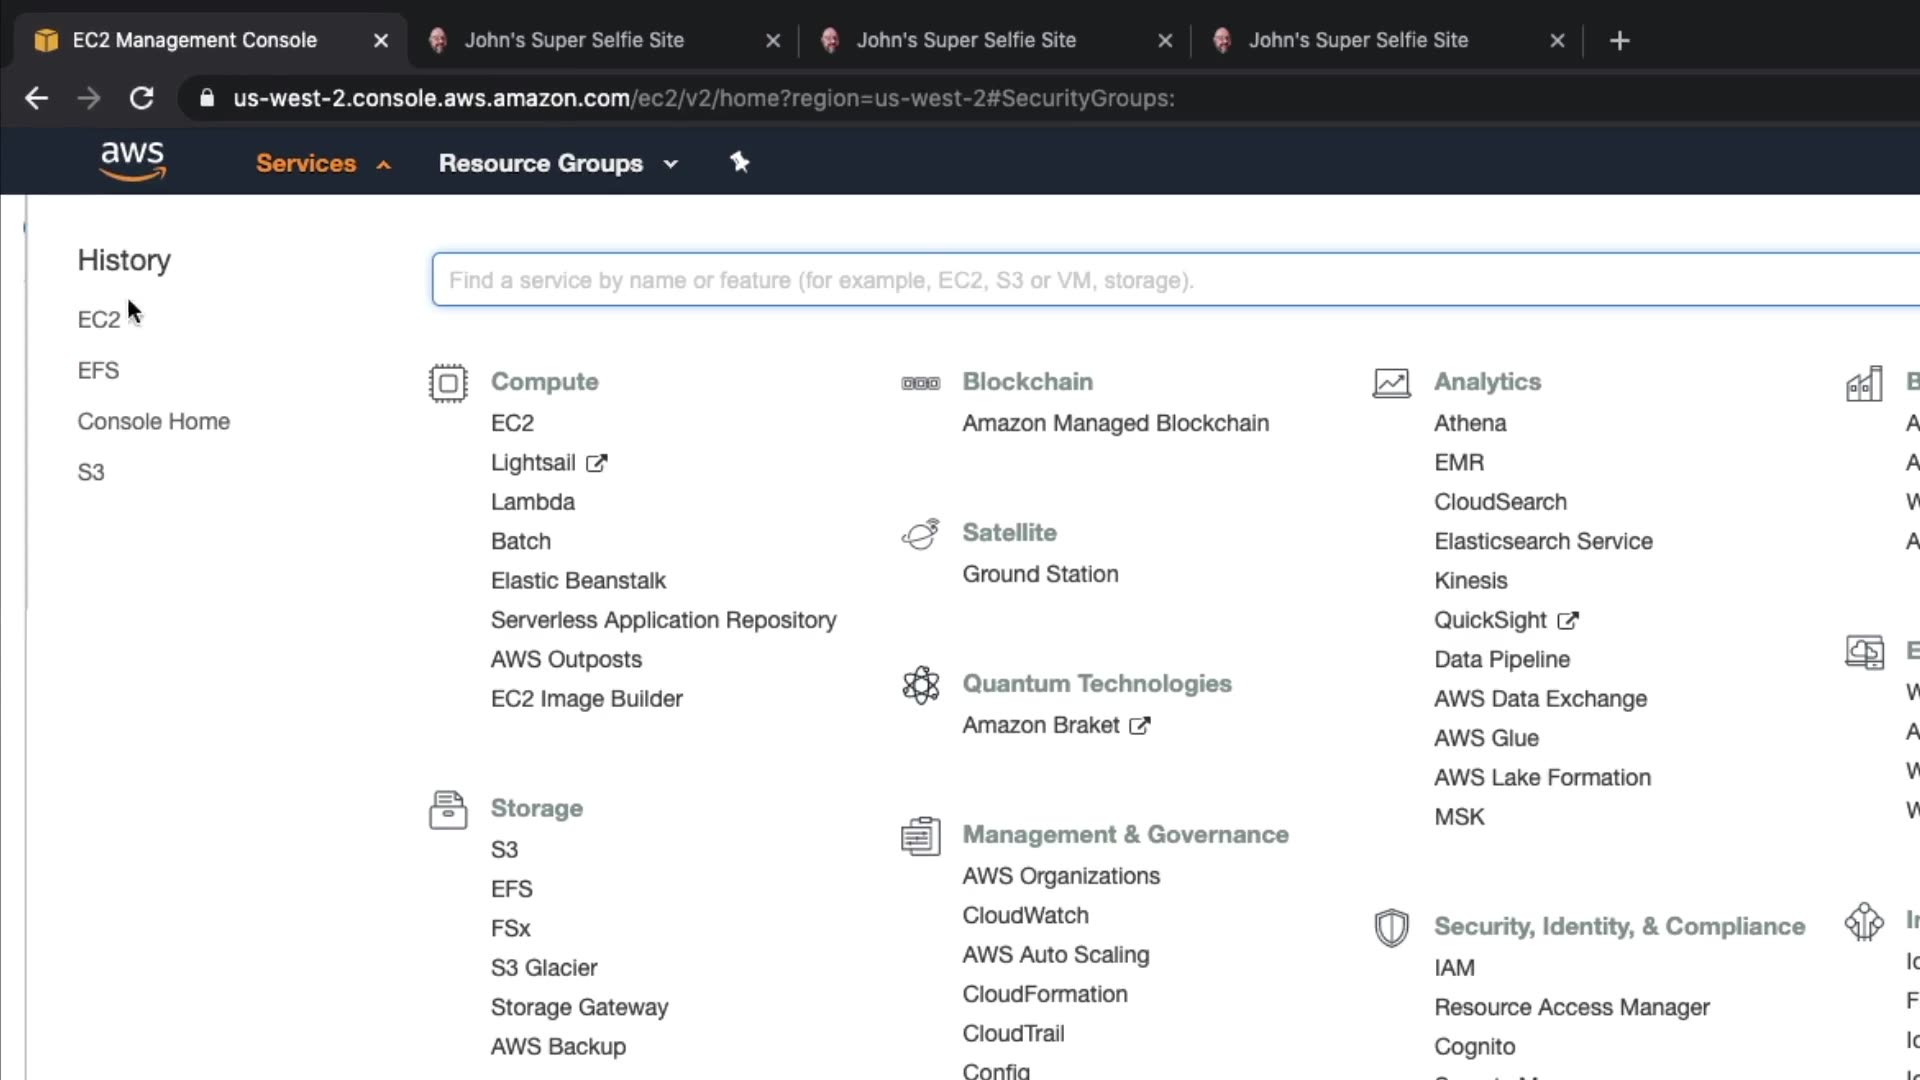 EC2 Management Console
John's Super Selfie Site
John's Super Selfie Site
John's Super Selfie Site
us-west-2.console.aws.amazon.com/ec2/v2/home?region=us-west-2#SecurityGroups:
aws
Services
Resource Groups
History
EC2
EFS
Console Home
S3
Find a service by name or feature (for example, EC2, S3 or VM, storage).
Compute
EC2
Lightsail
Lambda
Batch
Elastic Beanstalk
Serverless Application Repository
AWS Outposts
EC2 Image Builder
Storage
S3
EFS
FSx
S3 Glacier
Storage Gateway
AWS Backup
Blockchain
Amazon Managed Blockchain
Satellite
Ground Station
Quantum Technologies
Amazon Braket
Management & Governance
AWS Organizations
CloudWatch
AWS Auto Scaling
CloudFormation
CloudTrail
Config
Analytics
Athena
EMR
CloudSearch
Elasticsearch Service
Kinesis
QuickSight
Data Pipeline
AWS Data Exchange
AWS Glue
AWS Lake Formation
MSK
Security, Identity, & Compliance
IAM
Resource Access Manager
Cognito